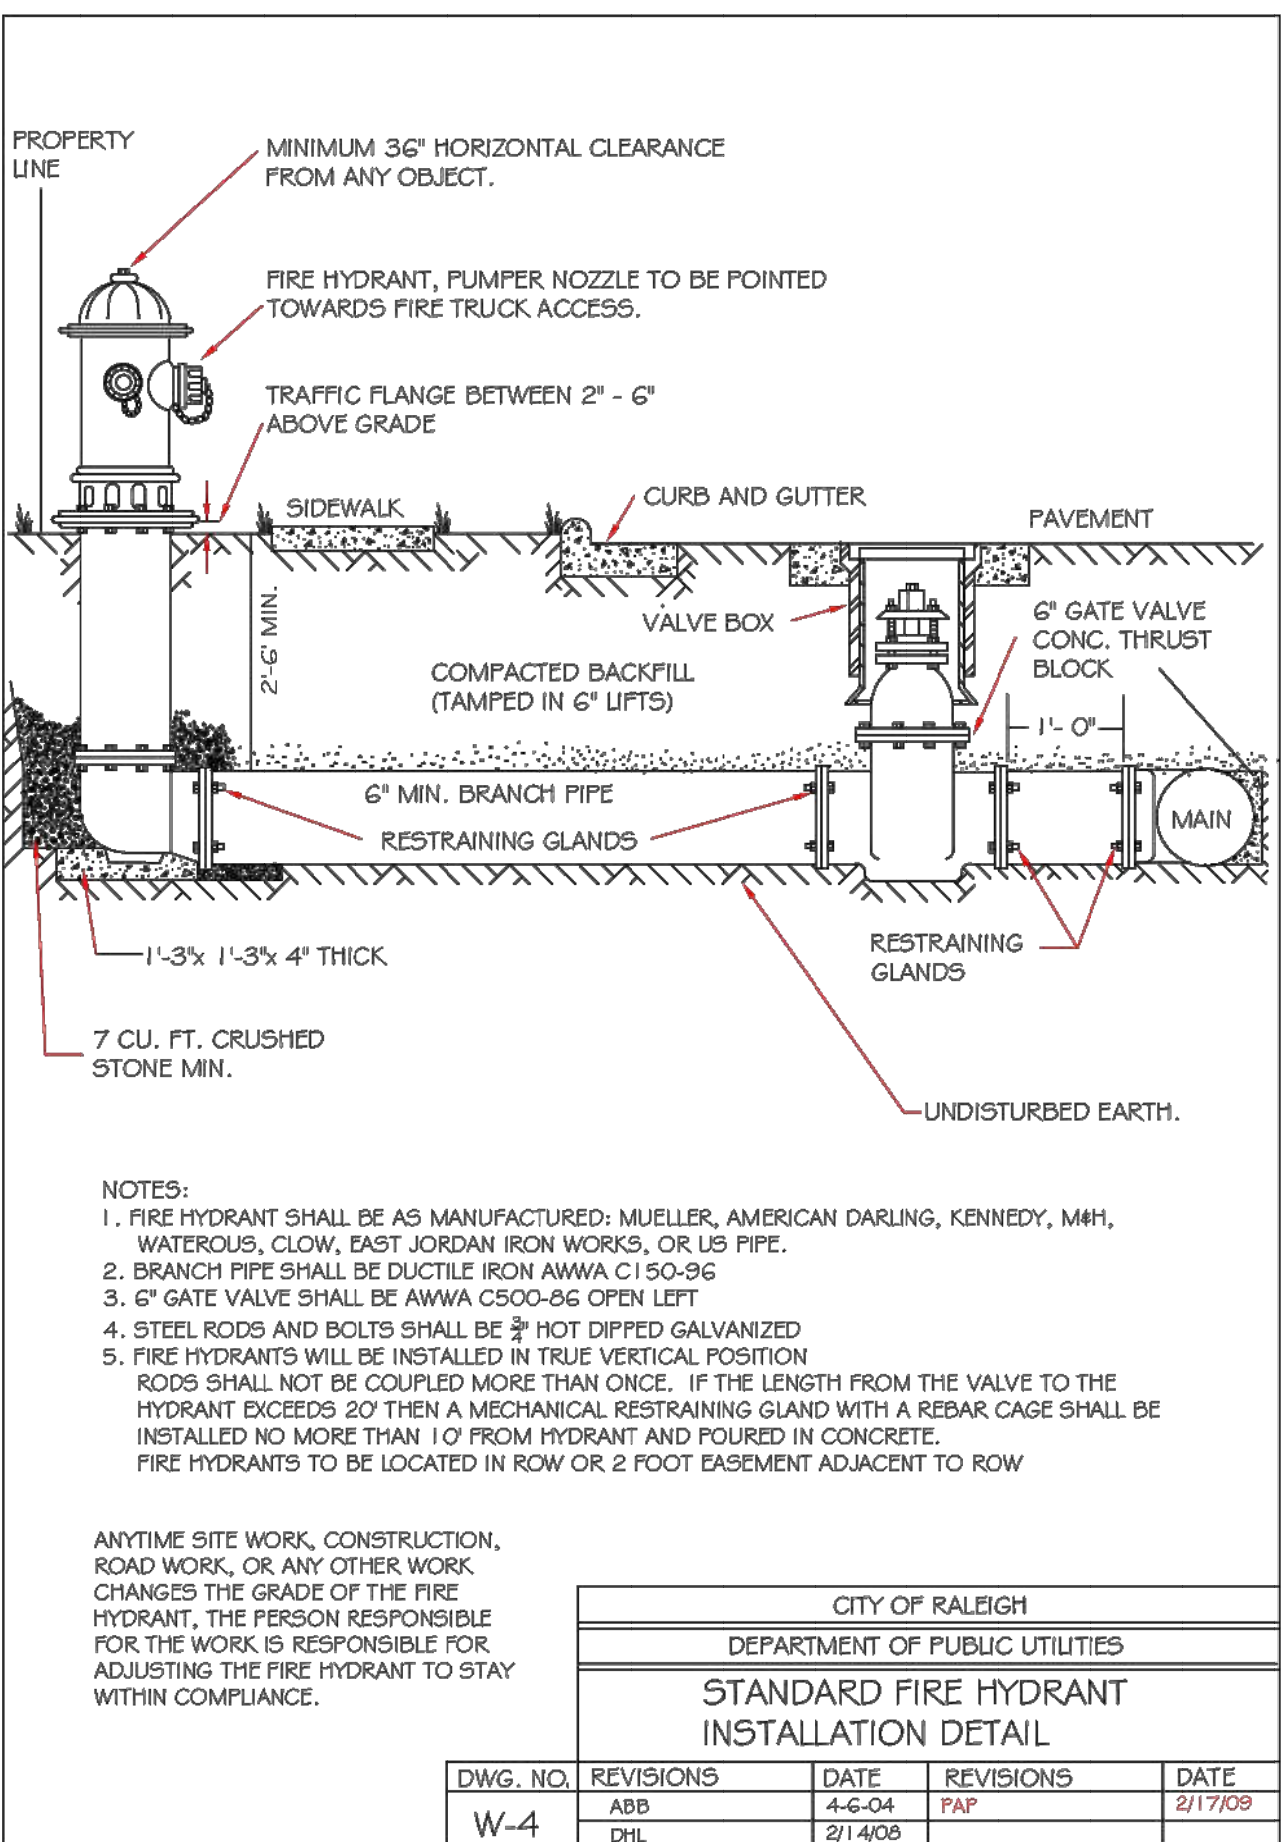 PROPERTY
LINE
MINIMUM 36" HORIZONTAL CLEARANCE
FROM ANY OBJECT.
FIRE HYDRANT, PUMPER NOZZLE TO BE POINTED
TOWARDS FIRE TRUCK ACCESS.
TRAFFIC FLANGE BETWEEN 2" - 6"
ABOVE GRADE
SIDEWALK
CURB AND GUTTER
PAVEMENT
2'-6' MIN.
VALVE BOX
6" GATE VALVE
CONC. THRUST
BLOCK
COMPACTED BACKFILL
(TAMPED IN 6" LIFTS)
1'- 0"
6" MIN. BRANCH PIPE
RESTRAINING GLANDS
MAIN
RESTRAINING
GLANDS
1'-3"x 1'-3"x 4" THICK
7 CU. FT. CRUSHED
STONE MIN.
UNDISTURBED EARTH.
NOTES:
1. FIRE HYDRANT SHALL BE AS MANUFACTURED: MUELLER, AMERICAN DARLING, KENNEDY, M&H,
WATEROUS, CLOW, EAST JORDAN IRON WORKS, OR US PIPE.
2. BRANCH PIPE SHALL BE DUCTILE IRON AWWA C150-96
3. 6" GATE VALVE SHALL BE AWWA C500-86 OPEN LEFT
4. STEEL RODS AND BOLTS SHALL BE 3/4" HOT DIPPED GALVANIZED
5. FIRE HYDRANTS WILL BE INSTALLED IN TRUE VERTICAL POSITION
RODS SHALL NOT BE COUPLED MORE THAN ONCE. IF THE LENGTH FROM THE VALVE TO THE
HYDRANT EXCEEDS 20' THEN A MECHANICAL RESTRAINING GLAND WITH A REBAR CAGE SHALL BE
INSTALLED NO MORE THAN 10' FROM HYDRANT AND POURED IN CONCRETE.
FIRE HYDRANTS TO BE LOCATED IN ROW OR 2 FOOT EASEMENT ADJACENT TO ROW
ANYTIME SITE WORK, CONSTRUCTION,
ROAD WORK, OR ANY OTHER WORK
CHANGES THE GRADE OF THE FIRE
HYDRANT, THE PERSON RESPONSIBLE
FOR THE WORK IS RESPONSIBLE FOR
ADJUSTING THE FIRE HYDRANT TO STAY
WITHIN COMPLIANCE.
CITY OF RALEIGH
DEPARTMENT OF PUBLIC UTILITIES
STANDARD FIRE HYDRANT
INSTALLATION DETAIL
DWG. NO. REVISIONS DATE REVISIONS DATE
W-4
ABB 4-6-04 PAP 2/17/09
DHL 2/14/08